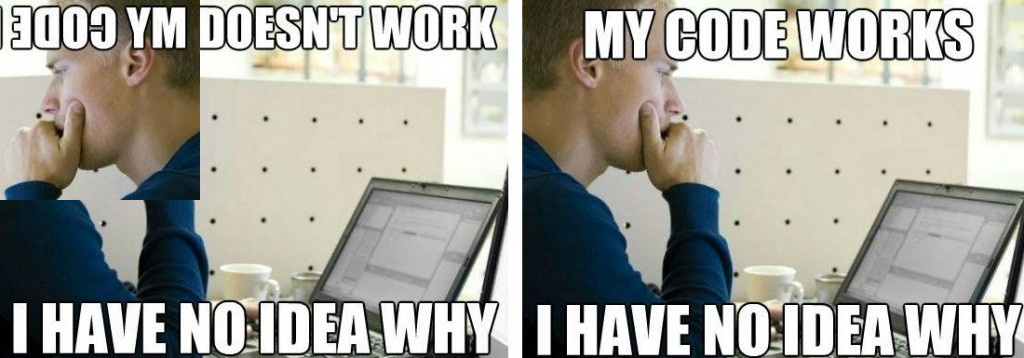 MY CODE DOESN'T WORK
I HAVE NO IDEA WHY
MY CODE WORKS
I HAVE NO IDEA WHY